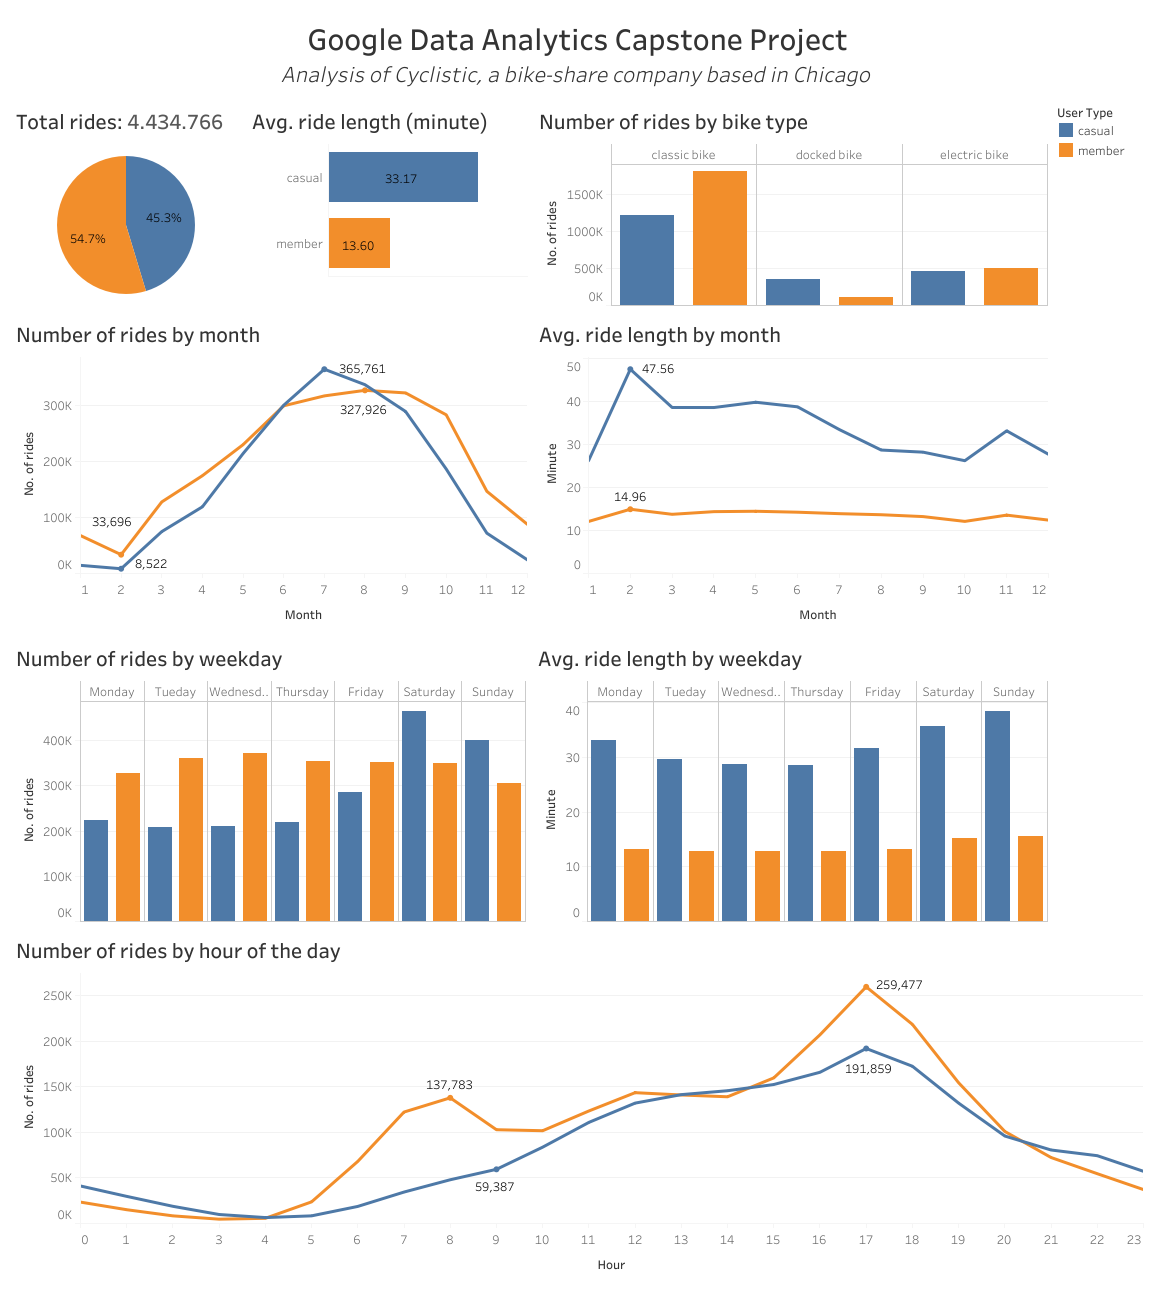 Google Data Analytics Capstone Project
Analysis of Cyclistic, a bike-share company based in Chicago
Total rides: 4.434.766
45.3%
54.7%
Avg. ride length (minute)
casual
33.17
member
13.60
Number of rides by bike type
classic bike docked bike electric bike
No. of rides
1500K
1000K
500K
0K
User Type
casual
member
Number of rides by month
No. of rides
300K
200K
100K
0K
365,761
327,926
33,696
8,522
1 2 3 4 5 6 7 8 9 10 11 12
Month
Avg. ride length by month
Minute
50
40
30
20
10
0
47.56
14.96
1 2 3 4 5 6 7 8 9 10 11 12
Month
Number of rides by weekday
Monday Tueday Wednesd.. Thursday Friday Saturday Sunday
No. of rides
400K
300K
200K
100K
0K
Avg. ride length by weekday
Monday Tueday Wednesd.. Thursday Friday Saturday Sunday
Minute
40
30
20
10
0
Number of rides by hour of the day
No. of rides
250K
200K
150K
100K
50K
0K
259,477
191,859
137,783
59,387
0 1 2 3 4 5 6 7 8 9 10 11 12 13 14 15 16 17 18 19 20 21 22 23
Hour